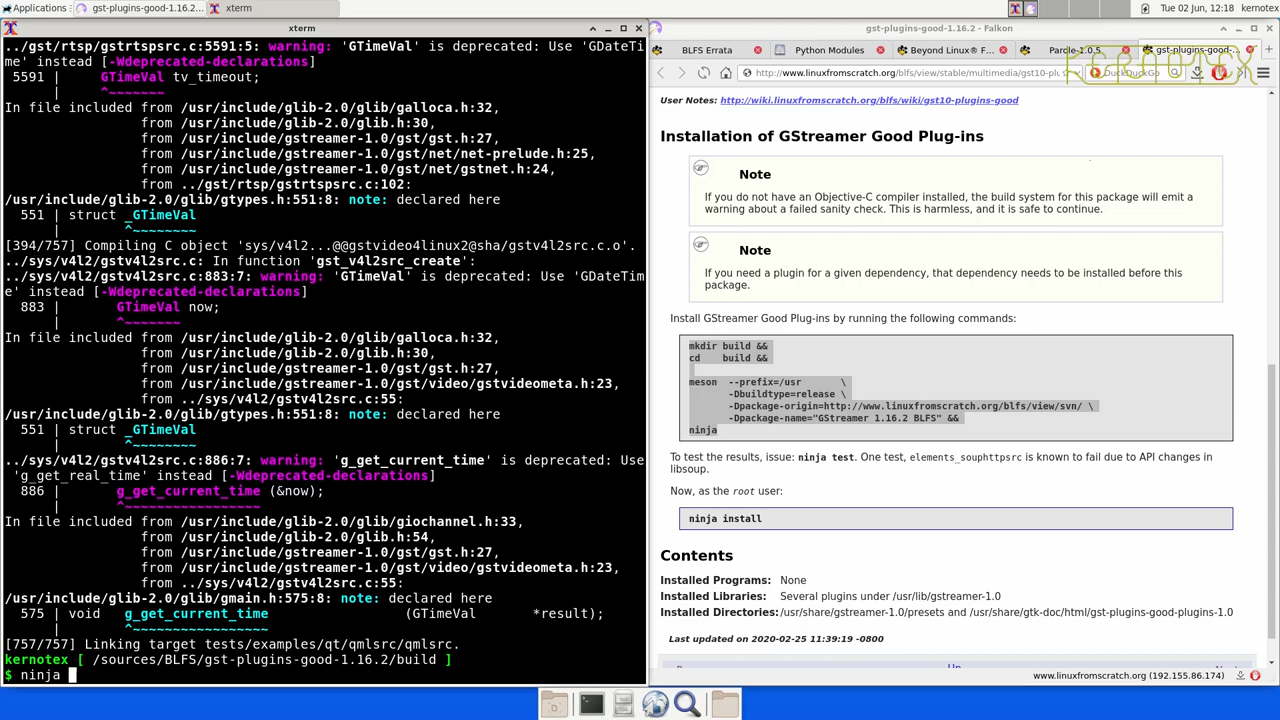 Applications
gst-plugins-good-1.16.2...
xterm
Tue 02 Jun, 12:18
kernotex
xterm
../gst/rtsp/gstrtspsrc.c:5591:5: warning: 'GTimeVal' is deprecated: Use 'GDateTi
me' instead [-Wdeprecated-declarations]
5591 |     GTimeVal tv_timeout;
|     ^~~~~~~~
In file included from /usr/include/glib-2.0/glib/galloca.h:32,
from /usr/include/glib-2.0/glib.h:30,
from /usr/include/gstreamer-1.0/gst/gst.h:27,
from /usr/include/gstreamer-1.0/gst/net/net-prelude.h:25,
from /usr/include/gstreamer-1.0/gst/net/gstnet.h:24,
from ../gst/rtsp/gstrtspsrc.c:102:
/usr/include/glib-2.0/glib/gtypes.h:551:8: note: declared here
551 | struct _GTimeVal
|        ^~~~~~~~~
[394/757] Compiling C object 'sys/v4l2...@@gstvideo4linux2@sha/gstv4l2src.c.o'.
../sys/v4l2/gstv4l2src.c: In function 'gst_v4l2src_create':
../sys/v4l2/gstv4l2src.c:883:7: warning: 'GTimeVal' is deprecated: Use 'GDateTim
e' instead [-Wdeprecated-declarations]
883 |       GTimeVal now;
|       ^~~~~~~~
In file included from /usr/include/glib-2.0/glib/galloca.h:32,
from /usr/include/glib-2.0/glib.h:30,
from /usr/include/gstreamer-1.0/gst/gst.h:27,
from /usr/include/gstreamer-1.0/gst/video/gstvideometa.h:23,
from ../sys/v4l2/gstv4l2src.c:55:
/usr/include/glib-2.0/glib/gtypes.h:551:8: note: declared here
551 | struct _GTimeVal
|        ^~~~~~~~~
../sys/v4l2/gstv4l2src.c:886:7: warning: 'g_get_current_time' is deprecated: Use
'g_get_real_time' instead [-Wdeprecated-declarations]
886 |       g_get_current_time (&now);
|       ^~~~~~~~~~~~~~~~~~
In file included from /usr/include/glib-2.0/glib/giochannel.h:33,
from /usr/include/glib-2.0/glib.h:54,
from /usr/include/gstreamer-1.0/gst/gst.h:27,
from /usr/include/gstreamer-1.0/gst/video/gstvideometa.h:23,
from ../sys/v4l2/gstv4l2src.c:55:
/usr/include/glib-2.0/glib/gmain.h:575:8: note: declared here
575 | void   g_get_current_time                 (GTimeVal       *result);
|        ^~~~~~~~~~~~~~~~~~
[757/757] Linking target tests/examples/qt/qmlsrc/qmlsrc.
kernotex [ /sources/BLFS/gst-plugins-good-1.16.2/build ]
$ ninja
gst-plugins-good-1.16.2 - Falkon
BLFS Errata
Python Modules
Beyond Linux® F...
Parole-1.0.5
gst-plugins-good-...
http://www.linuxfromscratch.org/blfs/view/stable/multimedia/gst10-plu
DuckDuckGo
KERNOTEX
User Notes: http://wiki.linuxfromscratch.org/blfs/wiki/gst10-plugins-good
Installation of GStreamer Good Plug-ins
Note
If you do not have an Objective-C compiler installed, the build system for this package will emit a
warning about a failed sanity check. This is harmless, and it is safe to continue.
Note
If you need a plugin for a given dependency, that dependency needs to be installed before this
package.
Install GStreamer Good Plug-ins by running the following commands:
mkdir build &&
cd    build &&
meson  --prefix=/usr       \
-Dbuildtype=release \
-Dpackage-origin=http://www.linuxfromscratch.org/blfs/view/svn/ \
-Dpackage-name="GStreamer 1.16.2 BLFS" &&
ninja
To test the results, issue: ninja test. One test, elements_souphttpsrc is known to fail due to API changes in
libsoup.
Now, as the root user:
ninja install
Contents
Installed Programs: None
Installed Libraries: Several plugins under /usr/lib/gstreamer-1.0
Installed Directories: /usr/share/gstreamer-1.0/presets and /usr/share/gtk-doc/html/gst-plugins-good-plugins-1.0
Last updated on 2020-02-25 11:39:19 -0800
Up
www.linuxfromscratch.org (192.155.86.174)